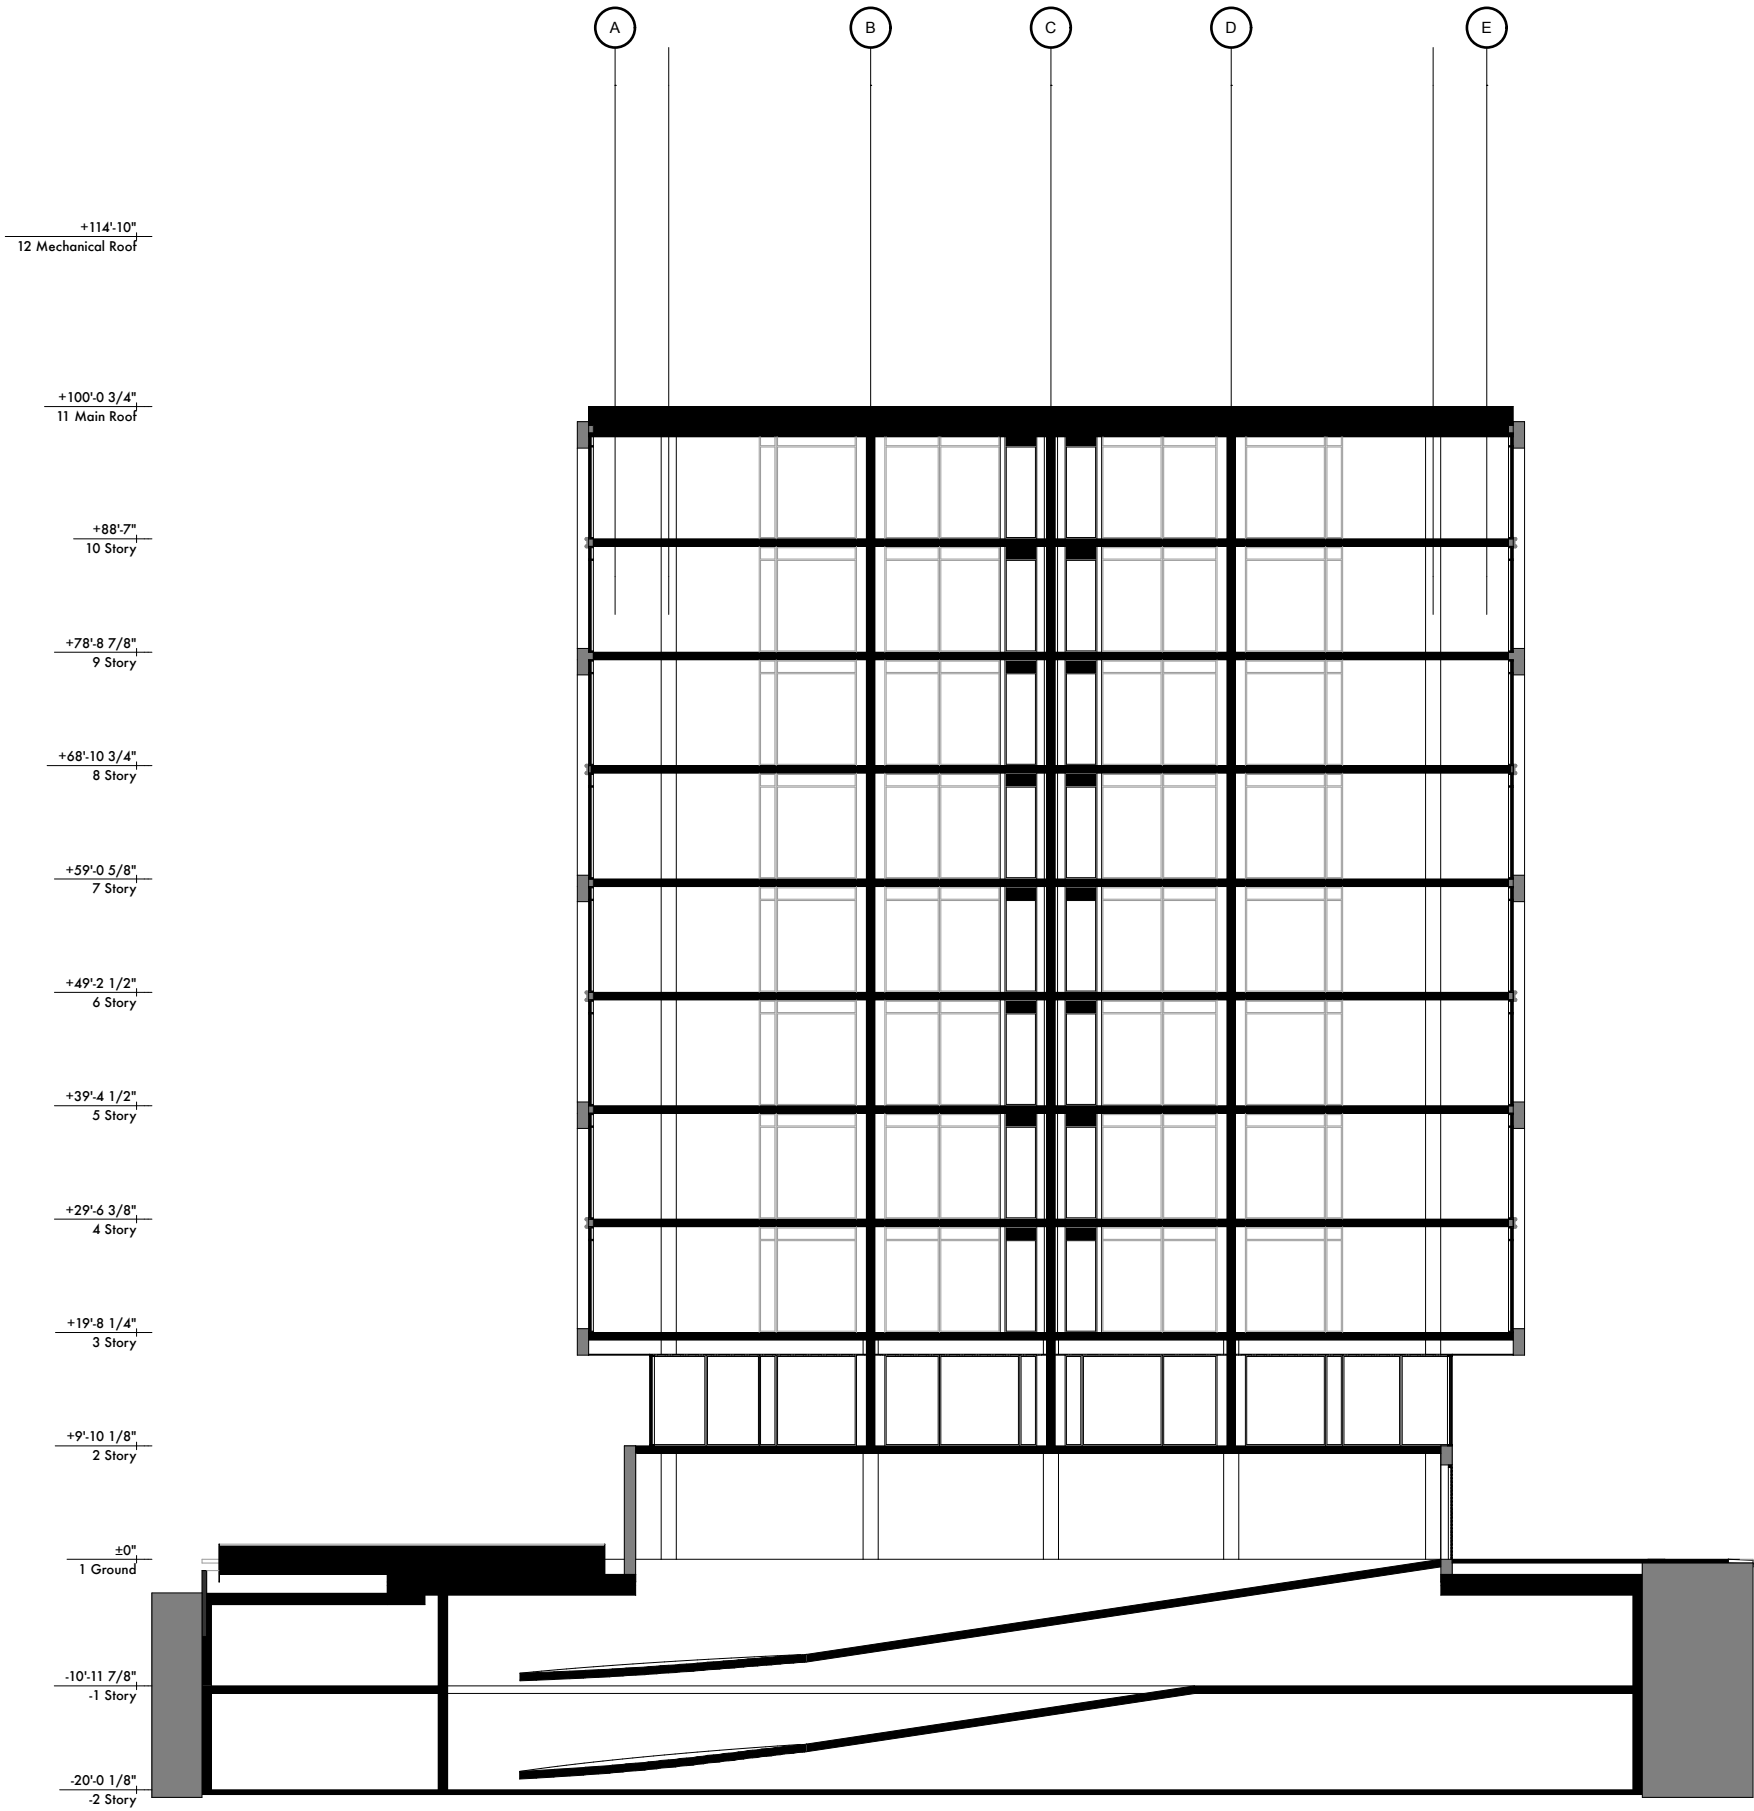 A B C D E
+114'-10"
12 Mechanical Roof
+100'-0 3/4"
11 Main Roof
+88'-7"
10 Story
+78'-8 7/8"
9 Story
+68'-10 3/4"
8 Story
+59'-0 5/8"
7 Story
+49'-2 1/2"
6 Story
+39'-4 1/2"
5 Story
+29'-6 3/8"
4 Story
+19'-8 1/4"
3 Story
+9'-10 1/8"
2 Story
±0"
1 Ground
-10'-11 7/8"
-1 Story
-20'-0 1/8"
-2 Story